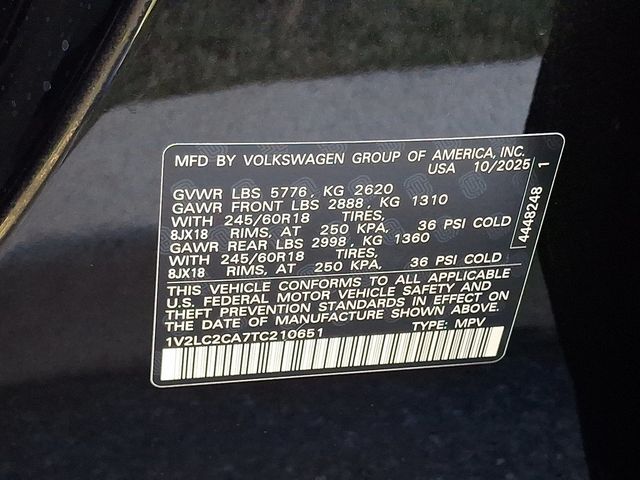 MFD BY VOLKSWAGEN GROUP OF AMERICA, INC.
USA 10/2025
GVWR LBS 5776, KG 2620
GAWR FRONT LBS 2888, KG 1310
WITH 245/60R18 TIRES,
8JX18 RIMS, AT 250 KPA, 36 PSI COLD
GAWR REAR LBS 2998, KG 1360
WITH 245/60R18 TIRES,
8JX18 RIMS, AT 250 KPA, 36 PSI COLD
THIS VEHICLE CONFORMS TO ALL APPLICABLE
U.S. FEDERAL MOTOR VEHICLE SAFETY AND
THEFT PREVENTION STANDARDS IN EFFECT ON
THE DATE OF MANUFACTURE SHOWN ABOVE.
1V2LC2CA7TC210651 TYPE: MPV
4448248 1